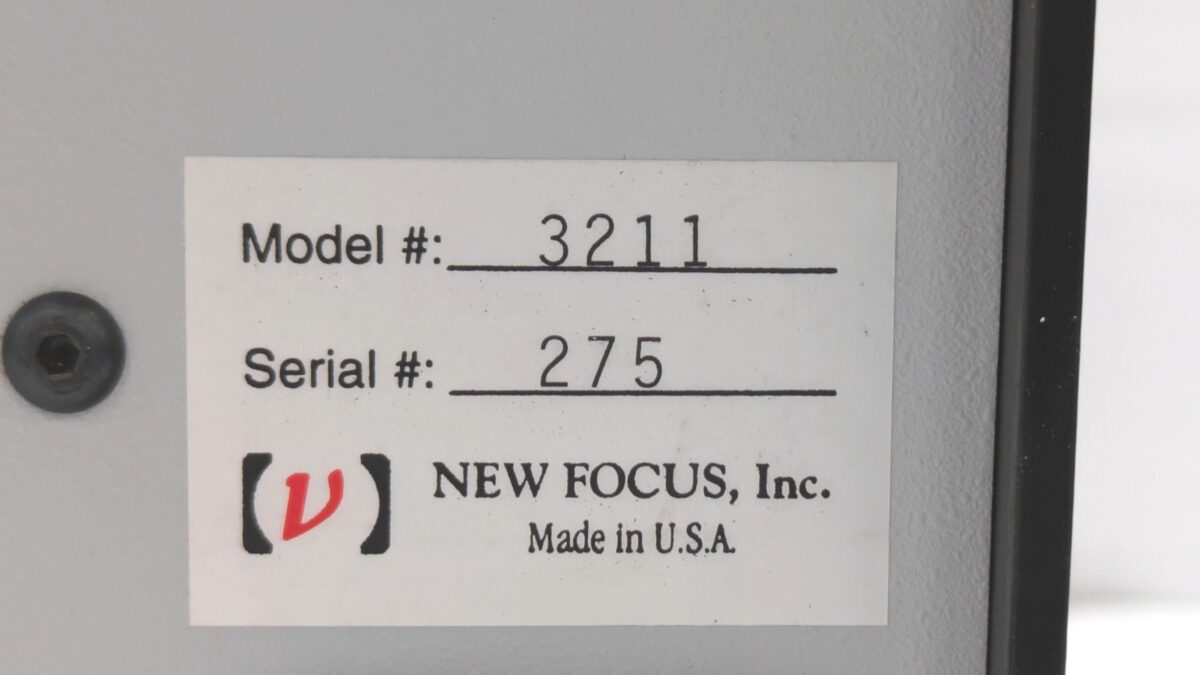 Model #: 3211
Serial #: 275
[ν] NEW FOCUS, Inc.
Made in U.S.A.